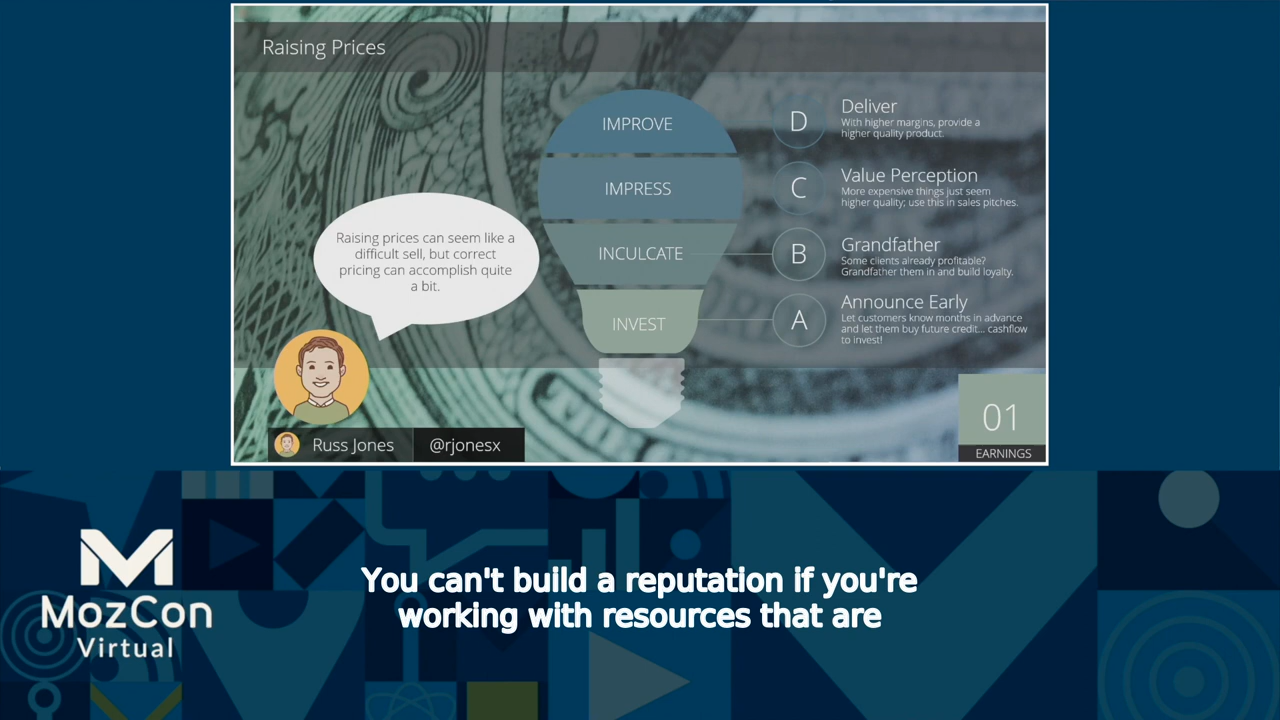 Raising Prices
IMPROVE
IMPRESS
INCULCATE
INVEST
D
Deliver
With higher margins, provide a
higher quality product.
C
Value Perception
More expensive things just seem
higher quality; use this in sales pitches.
B
Grandfather
Some clients already profitable?
Grandfather them in and build loyalty.
A
Announce Early
Let customers know months in advance
and let them buy future credit... cashflow
to invest!
Raising prices can seem like a
difficult sell, but correct
pricing can accomplish quite
a bit.
Russ Jones
@rjonesx
01
EARNINGS
MozCon
Virtual
You can't build a reputation if you're
working with resources that are